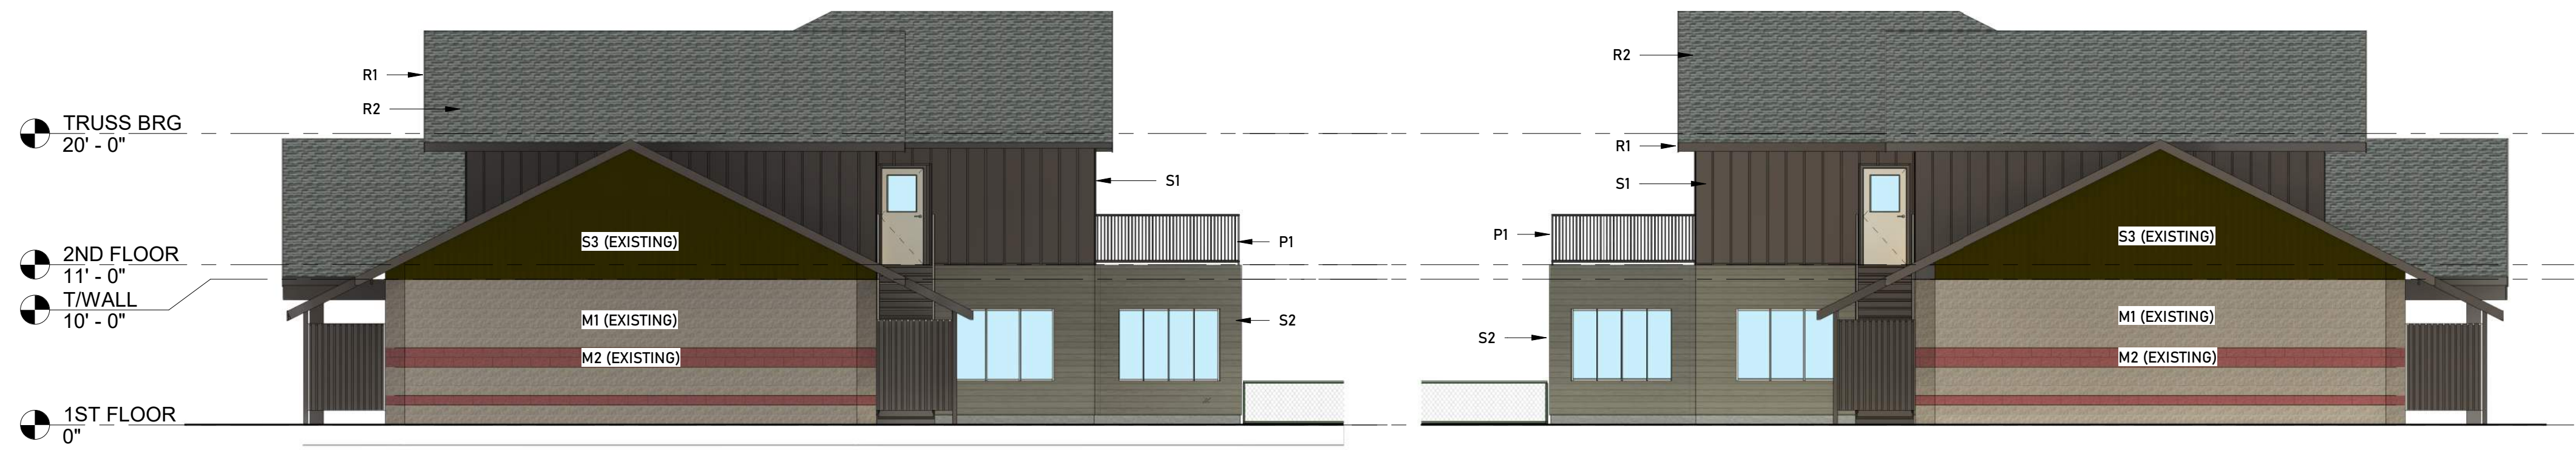 R1
R2
TRUSS BRG
20' - 0"
S1
S3 (EXISTING)
P1
2ND FLOOR
11' - 0"
T/WALL
10' - 0"
M1 (EXISTING)
S2
M2 (EXISTING)
1ST FLOOR
0"
R2
R1
S1
P1
S3 (EXISTING)
M1 (EXISTING)
S2
M2 (EXISTING)